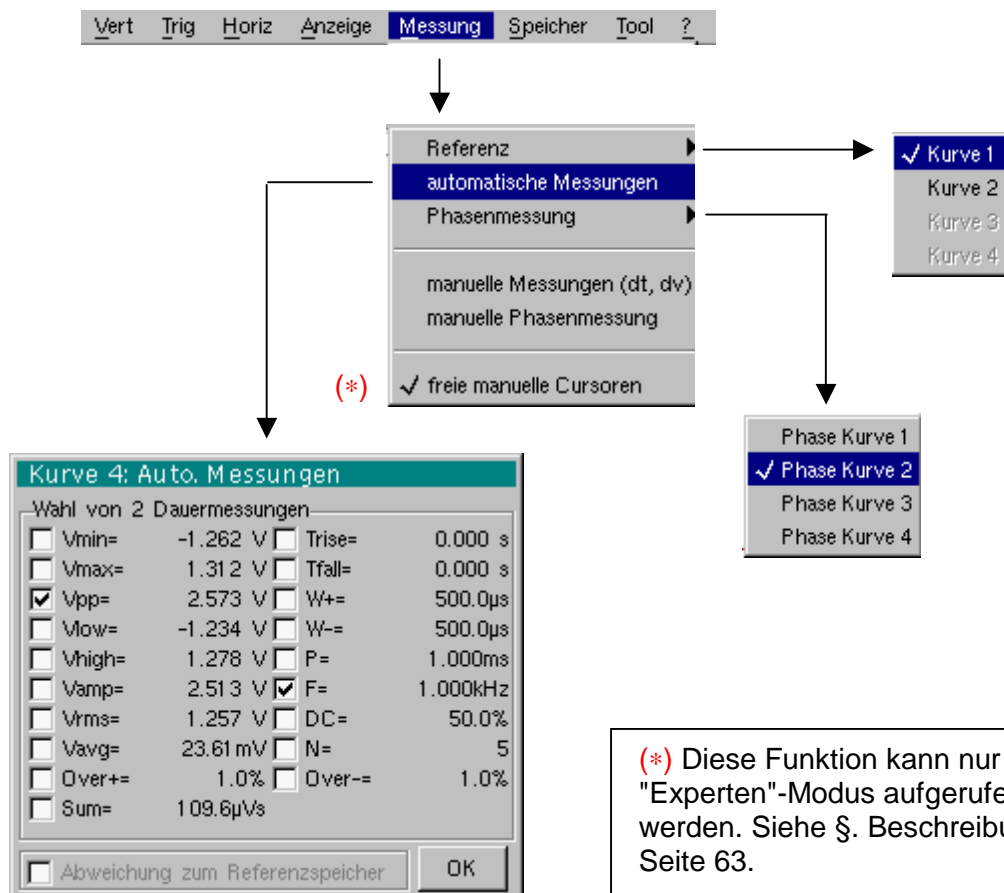 Vert Trig Horiz Anzeige Messung Speicher Tool ?
Referenz
automatische Messungen
Phasenmessung
manuelle Messungen (dt, dv)
manuelle Phasenmessung
(*) ✓ freie manuelle Cursoren
✓ Kurve 1
Kurve 2
Kurve 3
Kurve 4
Phase Kurve 1
✓ Phase Kurve 2
Phase Kurve 3
Phase Kurve 4
Kurve 4: Auto. Messungen
Wahl von 2 Dauermessungen
Vmin= -1.262 V Trise= 0.000 s
Vmax= 1.312 V Tfall= 0.000 s
Vpp= 2.573 V W+= 500.0µs
Vlow= -1.234 V W-= 500.0µs
Vhigh= 1.278 V P= 1.000ms
Vamp= 2.513 V F= 1.000kHz
Vrms= 1.257 V DC= 50.0%
Vavg= 23.61mV N= 5
Over+= 1.0% Over-= 1.0%
Sum= 109.6µVs
Abweichung zum Referenzspeicher OK
(*) Diese Funktion kann nur
"Experten"-Modus
werden. Siehe §.
Seite 63.